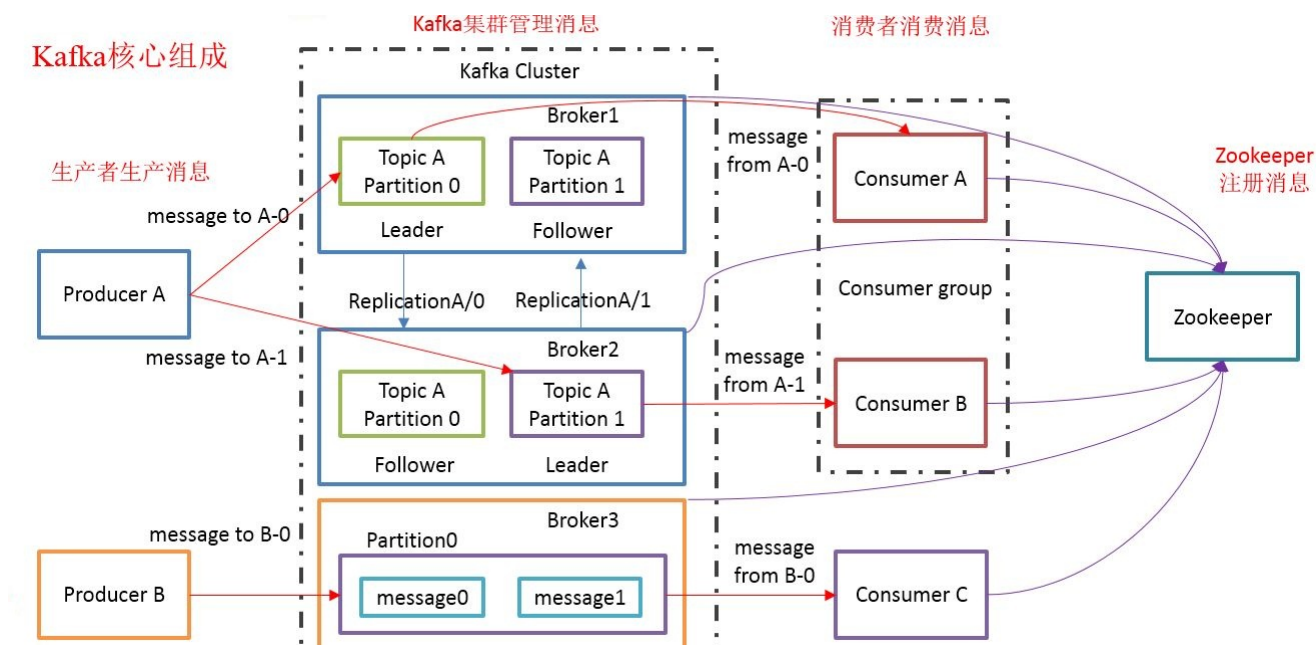 Kafka集群管理消息
消费者消费消息
Kafka核心组成
Kafka Cluster
Broker1
Topic A
Partition 0
Topic A
Partition 1
Leader
Follower
message
from A-0
Consumer A
Zookeeper
注册消息
生产者生产消息
message to A-0
Producer A
ReplicationA/0
ReplicationA/1
Consumer group
Zookeeper
message to A-1
Broker2
Topic A
Partition 0
Topic A
Partition 1
Follower
Leader
message
from A-1
Consumer B
message to B-0
Broker3
Partition0
Producer B
message0
message1
message
from B-0
Consumer C